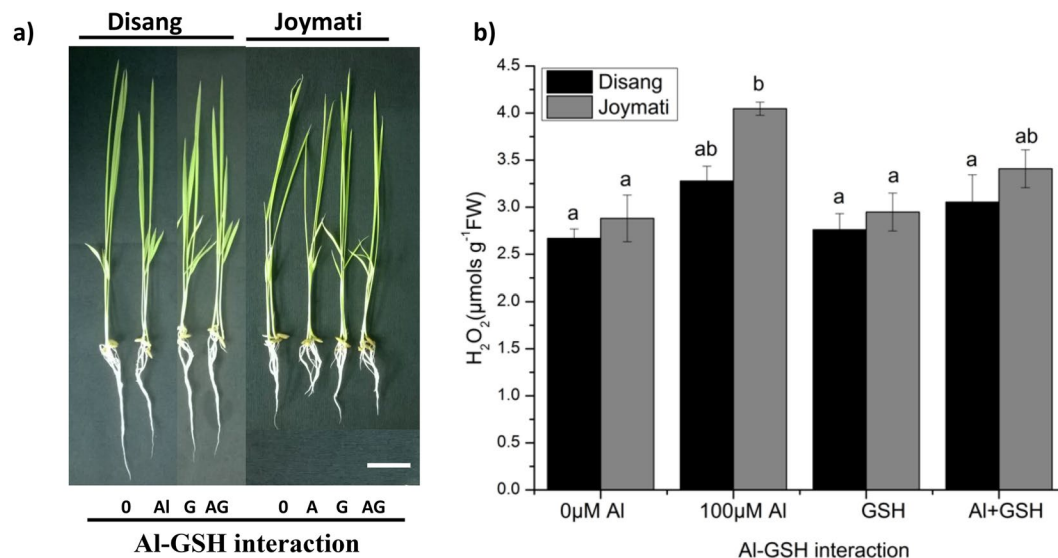 a)
Disang Joymati
0 Al G AG 0 A G AG
Al-GSH interaction
b)
Disang
Joymati
H₂O₂(μmols g⁻¹FW)
4.5
4.0
3.5
3.0
2.5
2.0
1.5
1.0
0.5
0.0
a a ab b a a a ab
0μM Al 100μM Al GSH Al+GSH
Al-GSH interaction